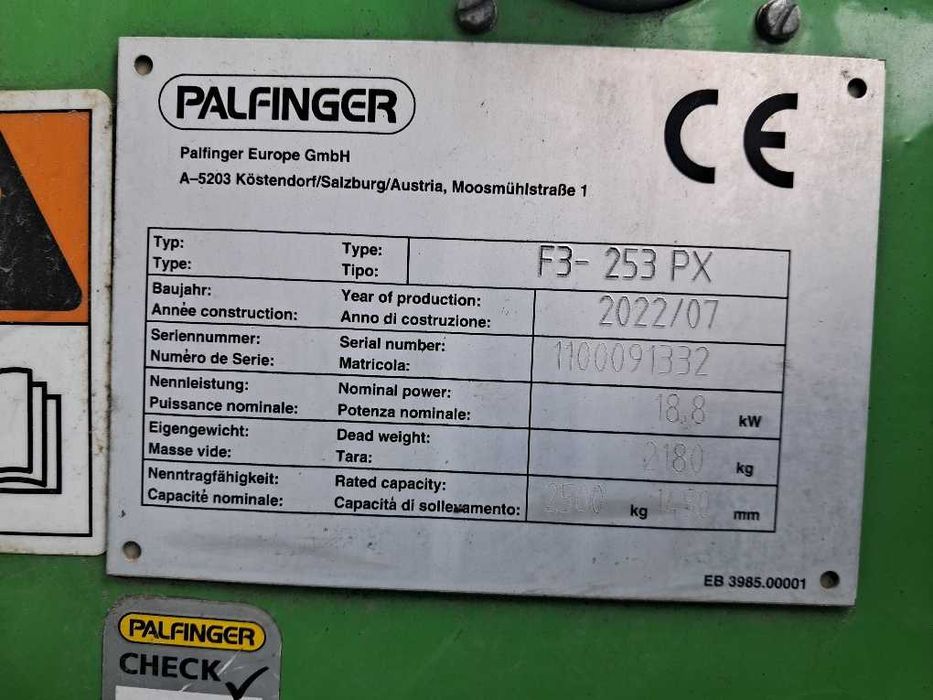 PALFINGER
CE
Palfinger Europe GmbH
A–5203 Köstendorf/Salzburg/Austria, Moosmühlstraße 1
Typ: Type: F3- 253 PX
Type: Tipo:
Baujahr: Year of production: 2022/07
Année construction: Anno di costruzione:
Seriennummer: Serial number: 1100091332
Numéro de Serie: Matricola:
Nennleistung: Nominal power: 18,8 kW
Puissance nominale: Potenza nominale:
Eigengewicht: Dead weight: 2180 kg
Masse vide: Tara:
Nenntragfähigkeit: Rated capacity: 2500 kg mm
Capacité nominale: Capacità di sollevamento:
EB 3985.00001
PALFINGER
CHECK